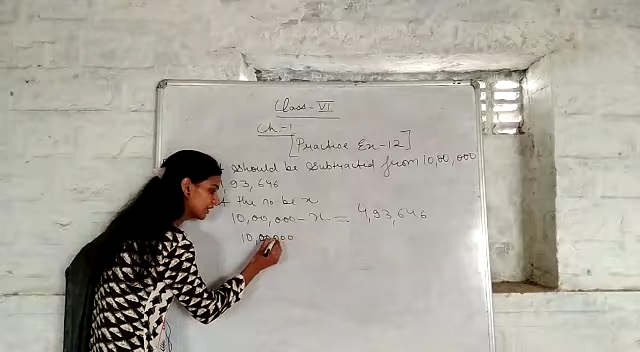 Class-VI
Ch-1
[Practice Ex-12]
should be subtracted from 10,00,000
,93,646
the no be x
10,00,000 - x = 4,93,646
10,00000